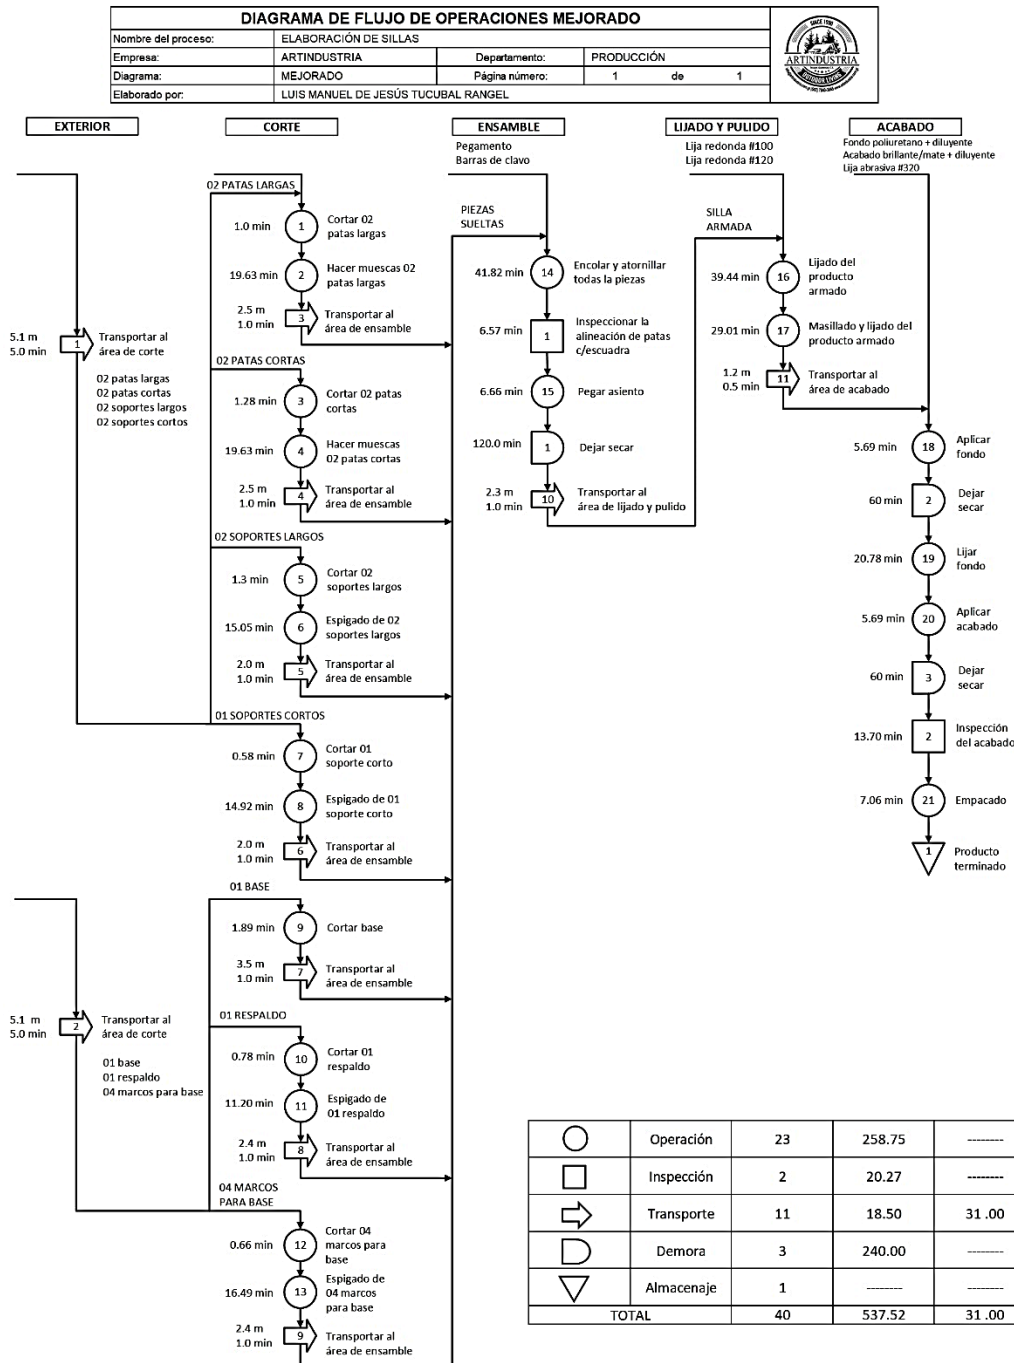 DIAGRAMA DE FLUJO DE OPERACIONES MEJORADO
Nombre del proceso: ELABORACIÓN DE SILLAS
Empresa: ARTINDUSTRIA Departamento: PRODUCCIÓN
Diagrama: MEJORADO Página número: 1 de 1
Elaborado por: LUIS MANUEL DE JESÚS TUCUBAL RANGEL
SINCE 1980
ARTINDUSTRIA
OUTDOOR LIVING
EXTERIOR
5.1 m
5.0 min
1
Transportar al
área de corte
02 patas largas
02 patas cortas
02 soportes largos
02 soportes cortos
5.1 m
5.0 min
2
Transportar al
área de corte
01 base
01 respaldo
04 marcos para base
CORTE
02 PATAS LARGAS
1.0 min
1
Cortar 02
patas largas
19.63 min
2
Hacer muescas 02
patas largas
2.5 m
1.0 min
3
Transportar al
área de ensamble
02 PATAS CORTAS
1.28 min
3
Cortar 02 patas
cortas
19.63 min
4
Hacer muescas
02 patas cortas
2.5 m
1.0 min
4
Transportar al
área de ensamble
02 SOPORTES LARGOS
1.3 min
5
Cortar 02
soportes largos
15.05 min
6
Espigado de 02
soportes largos
2.0 m
1.0 min
5
Transportar al
área de ensamble
01 SOPORTES CORTOS
0.58 min
7
Cortar 01
soporte corto
14.92 min
8
Espigado de 01
soporte corto
2.0 m
1.0 min
6
Transportar al
área de ensamble
01 BASE
1.89 min
9
Cortar base
3.5 m
1.0 min
7
Transportar al
área de ensamble
01 RESPALDO
0.78 min
10
Cortar 01
respaldo
11.20 min
11
Espigado de
01 respaldo
2.4 m
1.0 min
8
Transportar al
área de ensamble
04 MARCOS
PARA BASE
0.66 min
12
Cortar 04
marcos para
base
16.49 min
13
Espigado de
04 marcos
para base
2.4 m
1.0 min
9
Transportar al
área de ensamble
ENSAMBLE
Pegamento
Barras de clavo
PIEZAS
SUELTAS
41.82 min
14
Encolar y atornillar
todas la piezas
6.57 min
1
Inspeccionar la
alineación de patas
c/escuadra
6.66 min
15
Pegar asiento
120.0 min
1
Dejar secar
2.3 m
1.0 min
10
Transportar al
área de lijado y pulido
LIJADO Y PULIDO
Lija redonda #100
Lija redonda #120
SILLA
ARMADA
39.44 min
16
Lijado del
producto
armado
29.01 min
17
Masillado y lijado del
producto armado
1.2 m
0.5 min
11
Transportar al
área de acabado
ACABADO
Fondo poliuretano + diluyente
Acabado brillante/mate + diluyente
Lija abrasiva #320
5.69 min
18
Aplicar
fondo
60 min
2
Dejar
secar
20.78 min
19
Lijar
fondo
5.69 min
20
Aplicar
acabado
60 min
3
Dejar
secar
13.70 min
2
Inspección
del acabado
7.06 min
21
Empacado
1
Producto
terminado
Operación 23 258.75 --------
Inspección 2 20.27 --------
Transporte 11 18.50 31 .00
Demora 3 240.00 --------
Almacenaje 1 -------- --------
TOTAL 40 537.52 31 .00